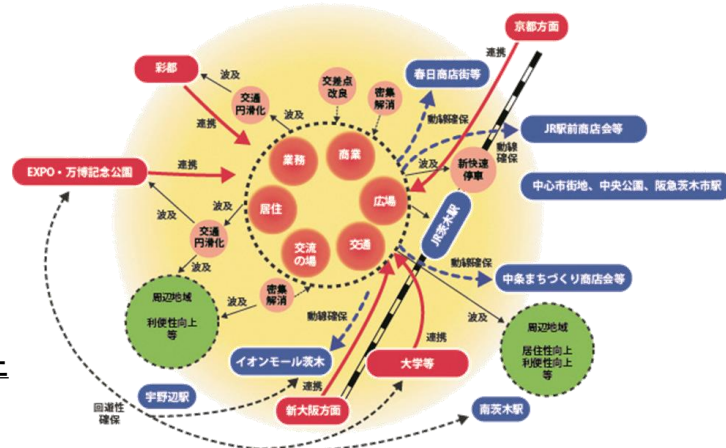 京都方面
連携
彩都
波及
交差点
改良
密集
解消
春日商店街等
交通
円滑化
波及
動線確保
連携
JR駅前商店会等
動線
確保
業務
商業
波及
新快速
停車
EXPO・万博記念公園
連携
中心市街地、中央公園、阪急茨木市駅
居住
広場
波及
波及
JR茨木駅
交通
円滑化
交流
の場
交通
動線確保
波及
中条まちづくり商店会等
密集
解消
周辺地域
利便性向上
等
波及
動線確保
波及
周辺地域
居住性向上
利便性向上
等
連携
イオンモール茨木
大学等
連携
宇野辺駅
回遊性
確保
新大阪方面
南茨木駅